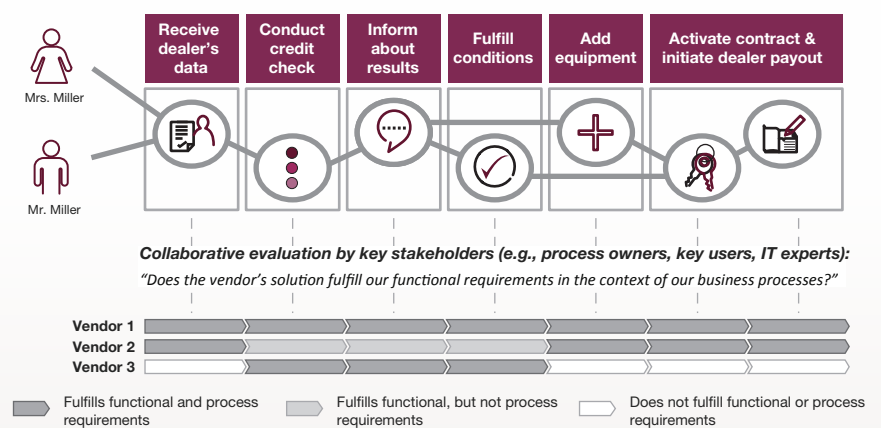 Receive dealer's data
Conduct credit check
Inform about results
Fulfill conditions
Add equipment
Activate contract & initiate dealer payout
Mrs. Miller
Mr. Miller
Collaborative evaluation by key stakeholders (e.g., process owners, key users, IT experts):
“Does the vendor’s solution fulfill our functional requirements in the context of our business processes?”
Vendor 1
Vendor 2
Vendor 3
Fulfills functional and process
requirements
Fulfills functional, but not process
requirements
Does not fulfill functional or process
requirements